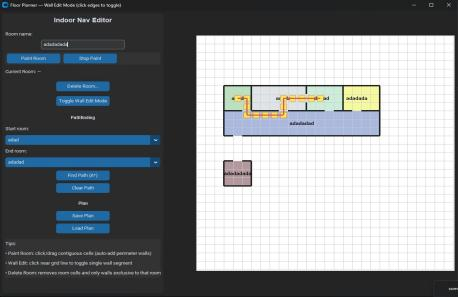 Floor Planner — Wall Edit Mode (click edges to toggle)
Indoor Nav Editor
Room name:
adadadada
Paint Room
Stop Paint
Current Room: --
Delete Room...
Toggle Wall Edit Mode
Pathfinding
Start room:
adad
End room:
adadad
Find Path (A*)
Clear Path
Plan
Save Plan
Load Plan
Tips:
• Paint Room: click/drag contiguous cells (auto-add perimeter walls)
• Wall Edit: click near grid line to toggle single wall segment
• Delete Room: removes room cells and only walls exclusive to that room
adadada
adadadad
adadadada